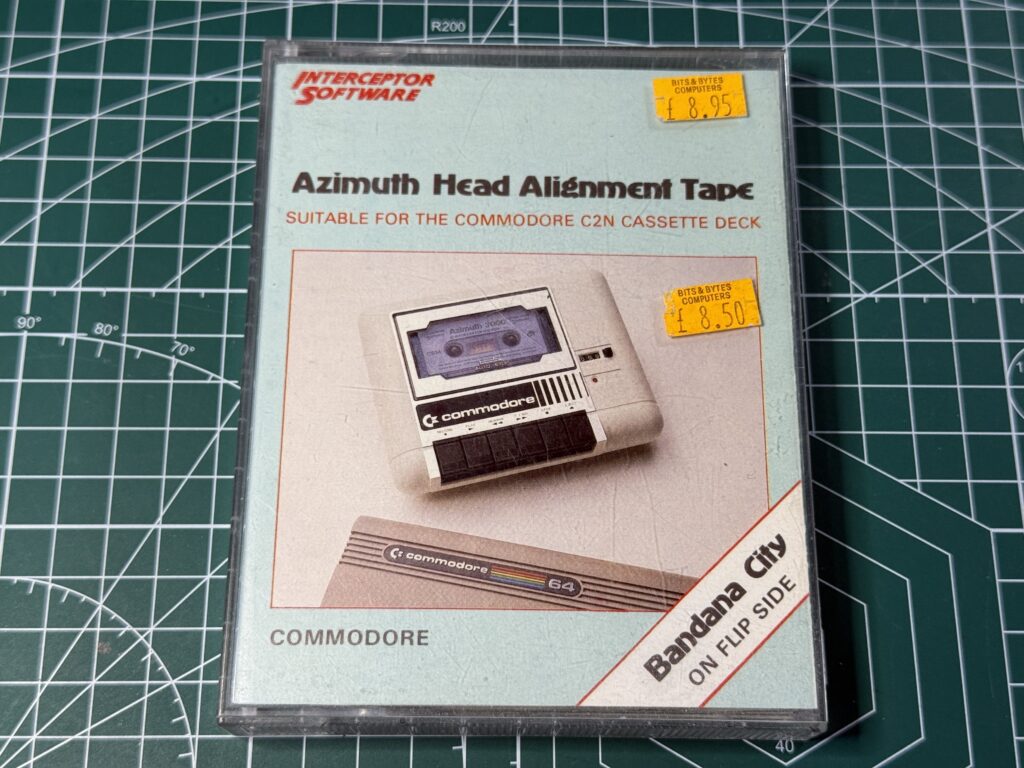 R200
INTERCEPTOR
SOFTWARE
BITS & BYTES
COMPUTERS
£ 8.95
Azimuth Head Alignment Tape
SUITABLE FOR THE COMMODORE C2N CASSETTE DECK
BITS & BYTES
COMPUTERS
£ 8.50
90°
80°
70°
Azimuth 3000
commodore
commodore 64
Bandana City
ON FLIP SIDE
COMMODORE
40